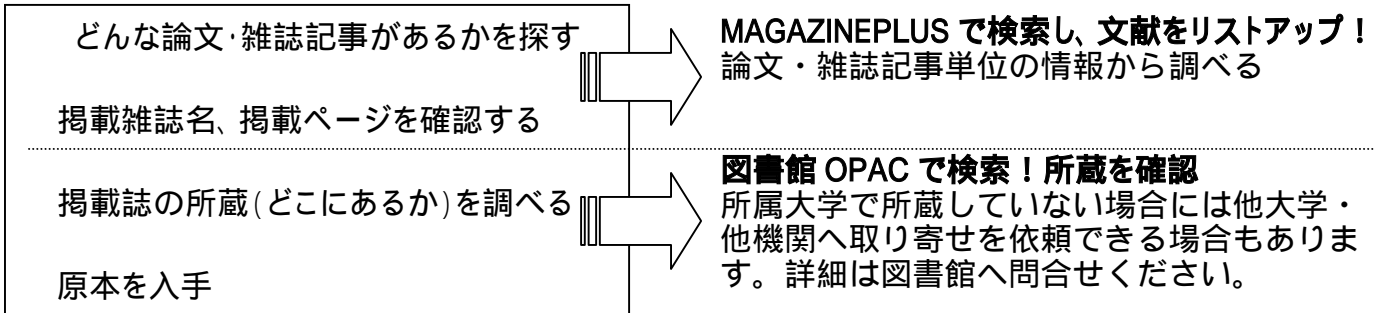 どんな論文･雑誌記事があるかを探す
掲載雑誌名、掲載ページを確認する
掲載誌の所蔵(どこにあるか)を調べる
原本を入手
MAGAZINEPLUS で検索し、文献をリストアップ！
論文・雑誌記事単位の情報から調べる
図書館 OPAC で検索！所蔵を確認
所属大学で所蔵していない場合には他大学・
他機関へ取り寄せを依頼できる場合もありま
す。詳細は図書館へ問合せください。